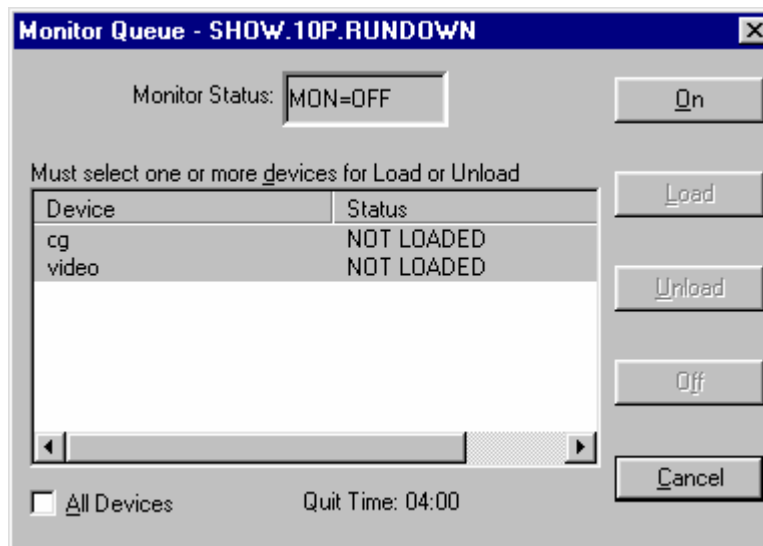 Monitor Queue - SHOW.10P.RUNDOWN
Monitor Status: MON=OFF
On
Must select one or more devices for Load or Unload
Load
Device Status
cg NOT LOADED
video NOT LOADED
Unload
Off
Cancel
All Devices
Quit Time: 04:00